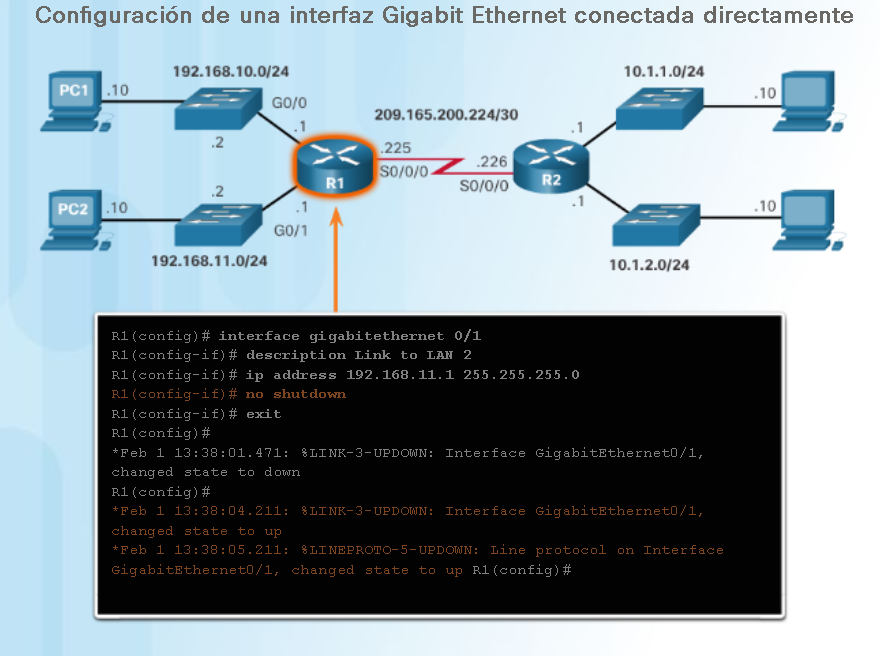 Configuración de una interfaz Gigabit Ethernet conectada directamente
192.168.10.0/24
10.1.1.0/24
PC1
.10
G0/0
209.165.200.224/30
.10
.1
.1
.2
.225
.226
S0/0/0
S0/0/0
R1
R2
PC2
.10
.2
.1
G0/1
.1
.10
192.168.11.0/24
10.1.2.0/24
R1(config)# interface gigabitethernet 0/1
R1(config-if)# description Link to LAN 2
R1(config-if)# ip address 192.168.11.1 255.255.255.0
R1(config-if)# no shutdown
R1(config-if)# exit
R1(config)#
*Feb 1 13:38:01.471: %LINK-3-UPDOWN: Interface GigabitEthernet0/1,
changed state to down
R1(config)#
*Feb 1 13:38:04.211: %LINK-3-UPDOWN: Interface GigabitEthernet0/1,
changed state to up
*Feb 1 13:38:05.211: %LINEPROTO-5-UPDOWN: Line protocol on Interface
GigabitEthernet0/1, changed state to up R1(config)#